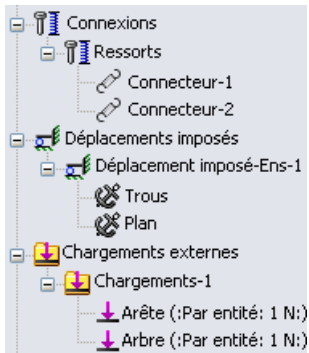 Connexions
Ressorts
Connecteur-1
Connecteur-2
Déplacements imposés
Déplacement imposé-Ens-1
Trous
Plan
Chargements externes
Chargements-1
Arête (:Par entité: 1 N:)
Arbre (:Par entité: 1 N:)